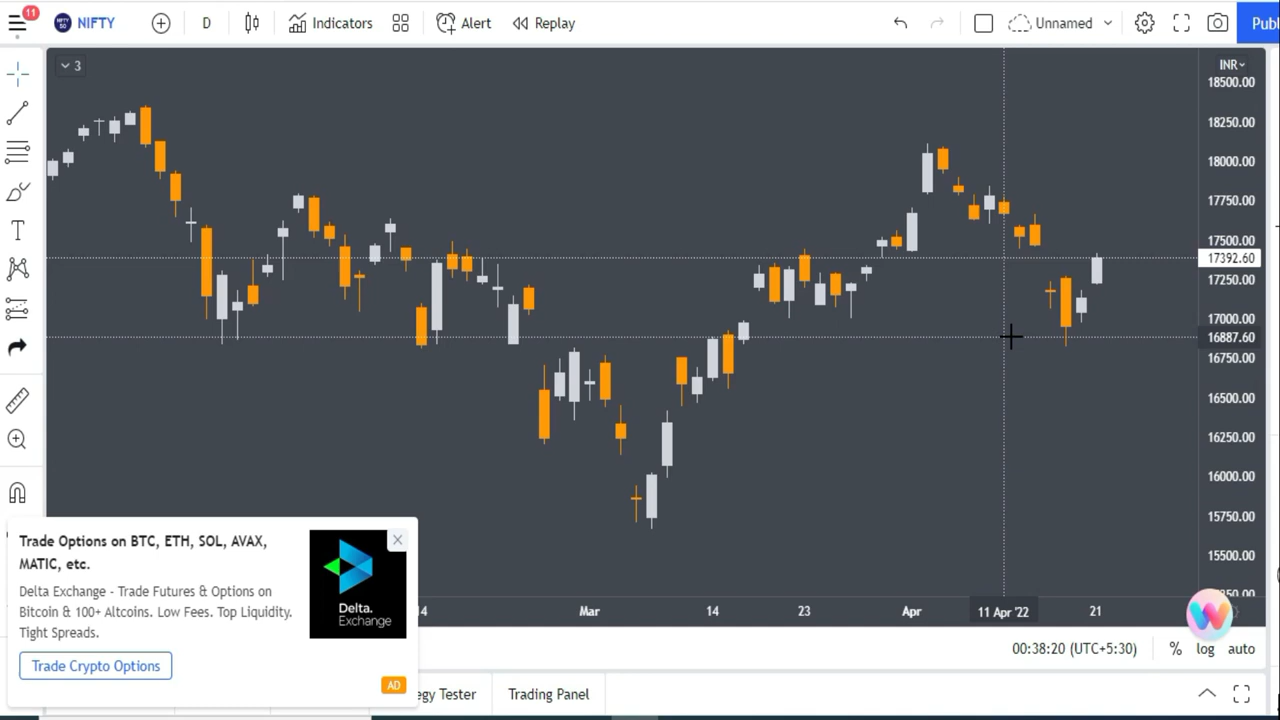 11
NIFTY 50
NIFTY
D
Indicators
Alert
Replay
Unnamed
Publ
3
INR
18500.00
18250.00
18000.00
17750.00
17500.00
17392.60
17250.00
17000.00
16887.60
16750.00
16500.00
16250.00
16000.00
15750.00
15500.00
Trade Options on BTC, ETH, SOL, AVAX,
MATIC, etc.
Delta Exchange - Trade Futures & Options on
Bitcoin & 100+ Altcoins. Low Fees. Top Liquidity.
Tight Spreads.
Delta.
Exchange
Trade Crypto Options
AD
14
Mar
14
23
Apr
11 Apr '22
21
00:38:20 (UTC+5:30)
%
log
auto
egy Tester
Trading Panel